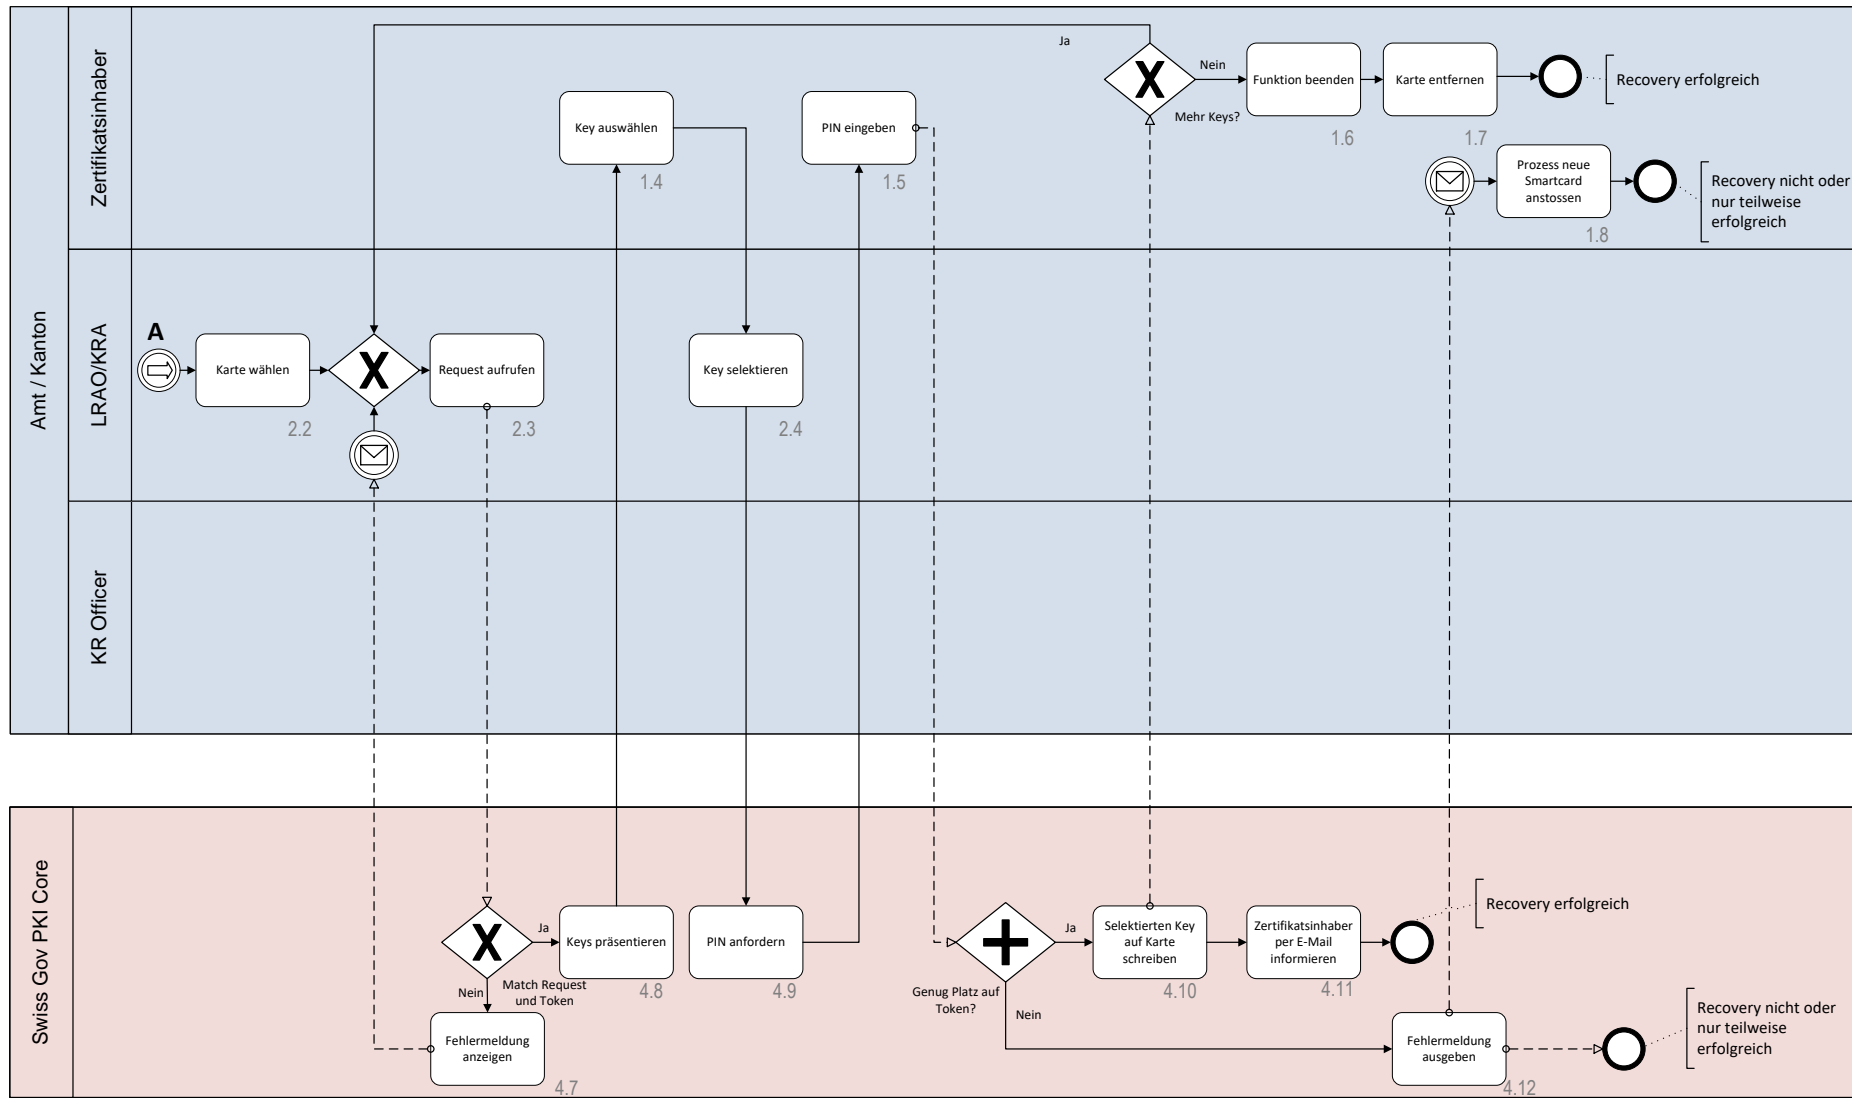 Amt / Kanton
Zertifikatsinhaber
Ja
X
Mehr Keys?
Nein
Funktion beenden
1.6
Karte entfernen
1.7
Recovery erfolgreich
Key auswählen
1.4
PIN eingeben
1.5
Prozess neue
Smartcard
anstossen
1.8
Recovery nicht oder
nur teilweise
erfolgreich
LRAO/KRA
A
Karte wählen
2.2
X
Request aufrufen
2.3
Key selektieren
2.4
KR Officer
Swiss Gov PKI Core
X
Ja
Nein
Match Request
und Token
Keys präsentieren
4.8
PIN anfordern
4.9
Fehlermeldung
anzeigen
4.7
Genug Platz auf
Token?
Ja
Nein
Selektierten Key
auf Karte
schreiben
4.10
Zertifikatsinhaber
per E-Mail
informieren
4.11
Recovery erfolgreich
Fehlermeldung
ausgeben
4.12
Recovery nicht oder
nur teilweise
erfolgreich